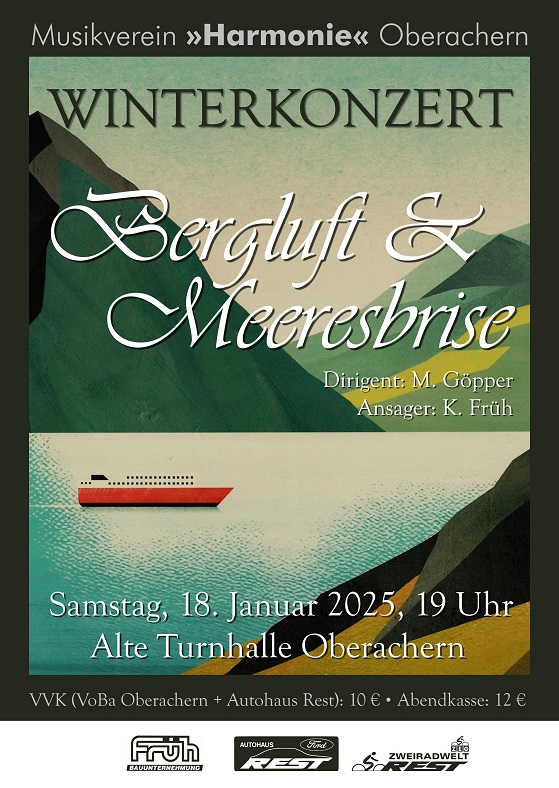 Musikverein »Harmonie« Oberachern
WINTERKONZERT
Bergluft &
Meeresbrise
Dirigent: M. Göpper
Ansager: K. Früh
Samstag, 18. Januar 2025, 19 Uhr
Alte Turnhalle Oberachern
VVK (VoBa Oberachern + Autohaus Rest): 10 € • Abendkasse: 12 €
Früh
BAUUNTERNEHMUNG
AUTOHAUS Ford
REST
ZEG
ZWEIRADWELT
REST